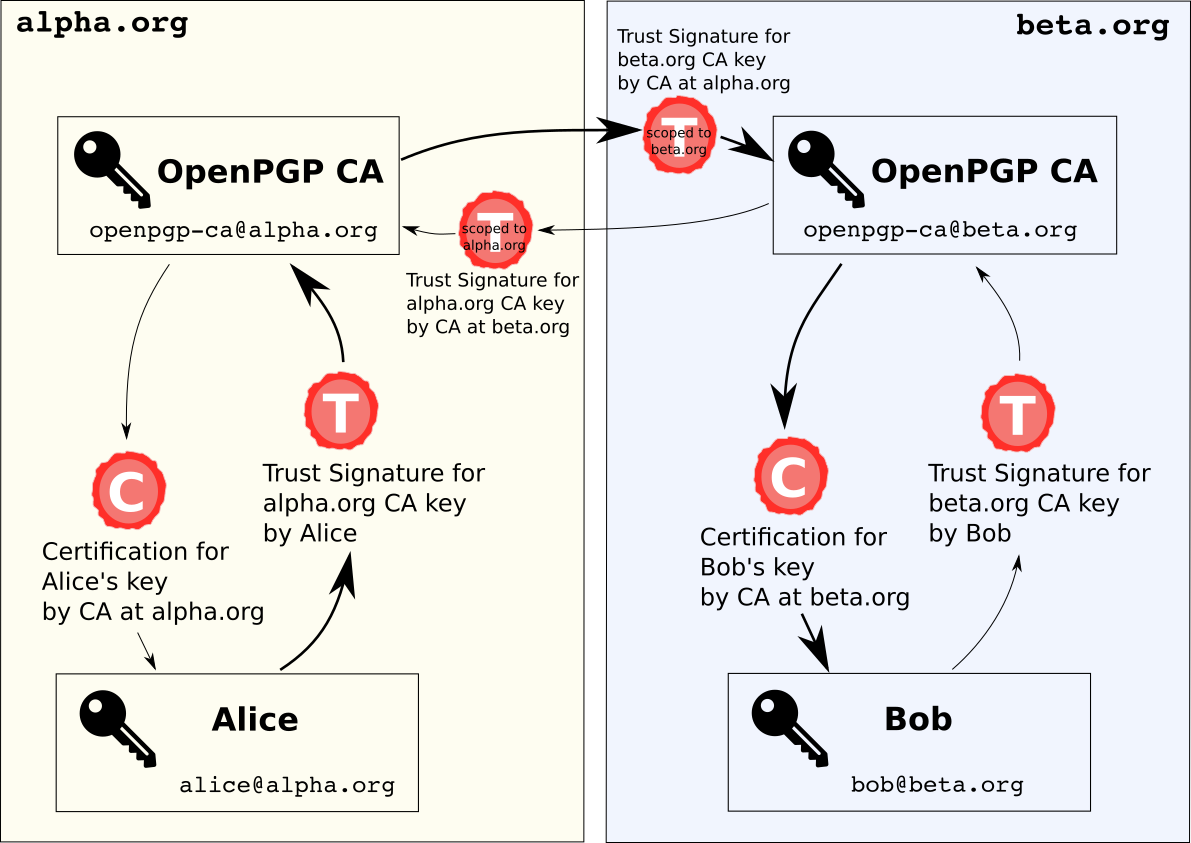 alpha.org
OpenPGP CA
openpgp-ca@alpha.org
T
scoped to
alpha.org
Trust Signature for
alpha.org CA key
by CA at beta.org
T
Trust Signature for
alpha.org CA key
by Alice
C
Certification for
Alice's key
by CA at alpha.org
Alice
alice@alpha.org
beta.org
Trust Signature for
beta.org CA key
by CA at alpha.org
T
scoped to
beta.org
OpenPGP CA
openpgp-ca@beta.org
T
Trust Signature for
beta.org CA key
by Bob
C
Certification for
Bob's key
by CA at beta.org
Bob
bob@beta.org